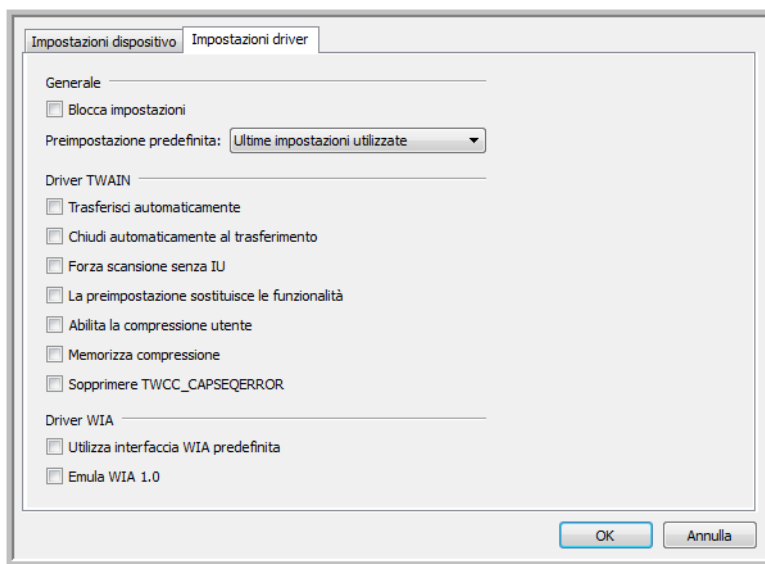 Impostazioni dispositivo
Impostazioni driver
Generale
Blocca impostazioni
Preimpostazione predefinita: Ultime impostazioni utilizzate
Driver TWAIN
Trasferisci automaticamente
Chiudi automaticamente al trasferimento
Forza scansione senza IU
La preimpostazione sostituisce le funzionalità
Abilita la compressione utente
Memorizza compressione
Sopprimere TWCC_CAPSEQERROR
Driver WIA
Utilizza interfaccia WIA predefinita
Emula WIA 1.0
OK
Annulla